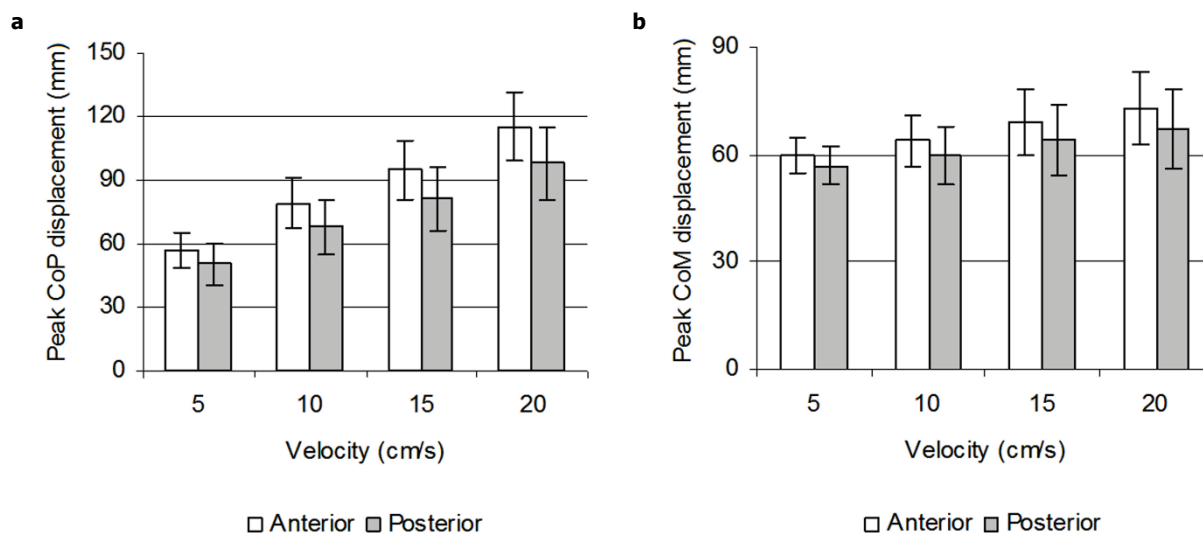 a
Peak CoP displacement (mm)
150
120
90
60
30
0
5 10 15 20
Velocity (cm/s)
Anterior Posterior
b
Peak CoM displacement (mm)
90
60
30
0
5 10 15 20
Velocity (cm/s)
Anterior Posterior